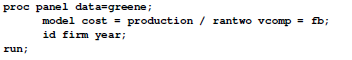 proc panel data=greene;
model cost = production / rantwo vcomp = fb;
id firm year;
run;